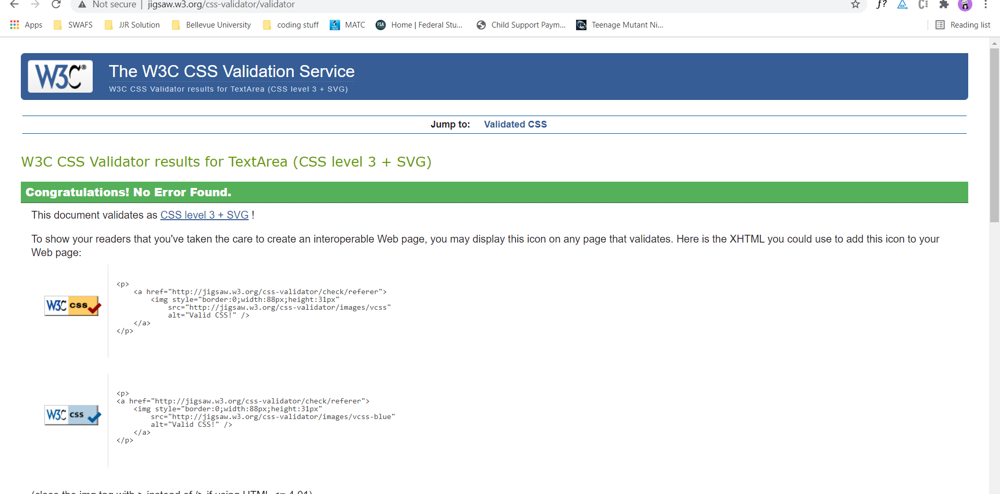 Not secure | jigsaw.w3.org/css-validator/validator
f?
Apps SWAFS JJR Solution Bellevue University coding stuff MATC FSA Home | Federal Stu... Child Support Paym... Teenage Mutant Ni... Reading list
W3C®
The W3C CSS Validation Service
W3C CSS Validator results for TextArea (CSS level 3 + SVG)
Jump to: Validated CSS
W3C CSS Validator results for TextArea (CSS level 3 + SVG)
Congratulations! No Error Found.
This document validates as CSS level 3 + SVG !
To show your readers that you've taken the care to create an interoperable Web page, you may display this icon on any page that validates. Here is the XHTML you could use to add this icon to your
Web page:
W3C css
<p>
<a href="http://jigsaw.w3.org/css-validator/check/referer">
<img style="border:0;width:88px;height:31px"
src="http://jigsaw.w3.org/css-validator/images/vcss"
alt="Valid CSS!" />
</a>
</p>
W3C css
<p>
<a href="http://jigsaw.w3.org/css-validator/check/referer">
<img style="border:0;width:88px;height:31px"
src="http://jigsaw.w3.org/css-validator/images/vcss-blue"
alt="Valid CSS!" />
</a>
</p>
(close the img tag with > instead of /> if using HTML <= 4.01)